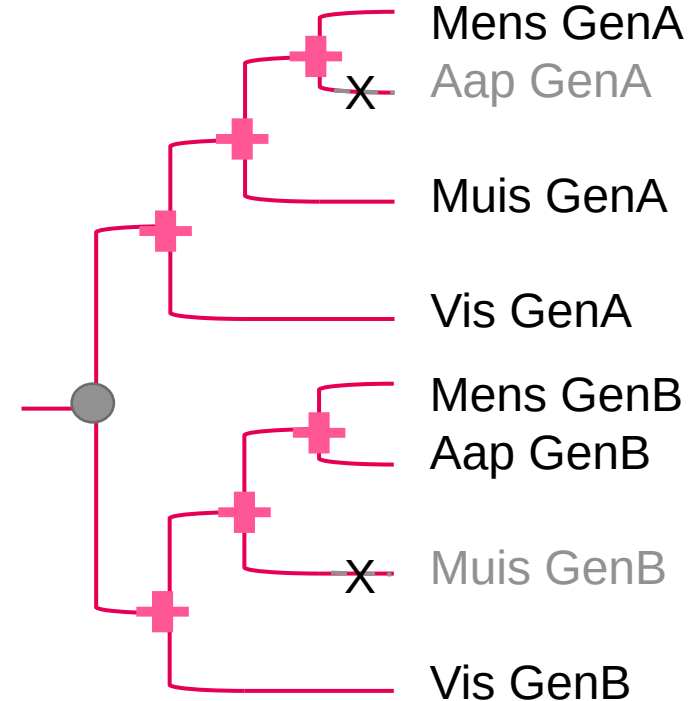 Mens GenA
Aap GenA
X
Muis GenA
Vis GenA
Mens GenB
Aap GenB
Muis GenB
X
Vis GenB